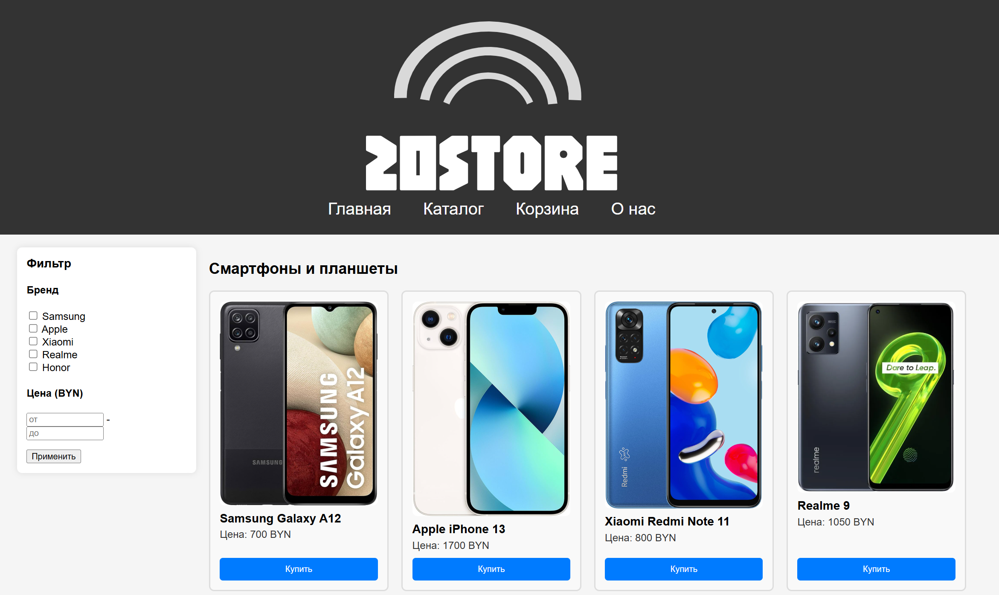 20STORE
Главная Каталог Корзина О нас
Фильтр
Бренд
Samsung
Apple
Xiaomi
Realme
Honor
Цена (BYN)
от -
до
Применить
Смартфоны и планшеты
SAMSUNG
SAMSUNG
Galaxy A12
Samsung Galaxy A12
Цена: 700 BYN
Купить
Apple iPhone 13
Цена: 1700 BYN
Купить
Redmi
Xiaomi Redmi Note 11
Цена: 800 BYN
Купить
realme
Dare to Leap.
Realme 9
Цена: 1050 BYN
Купить